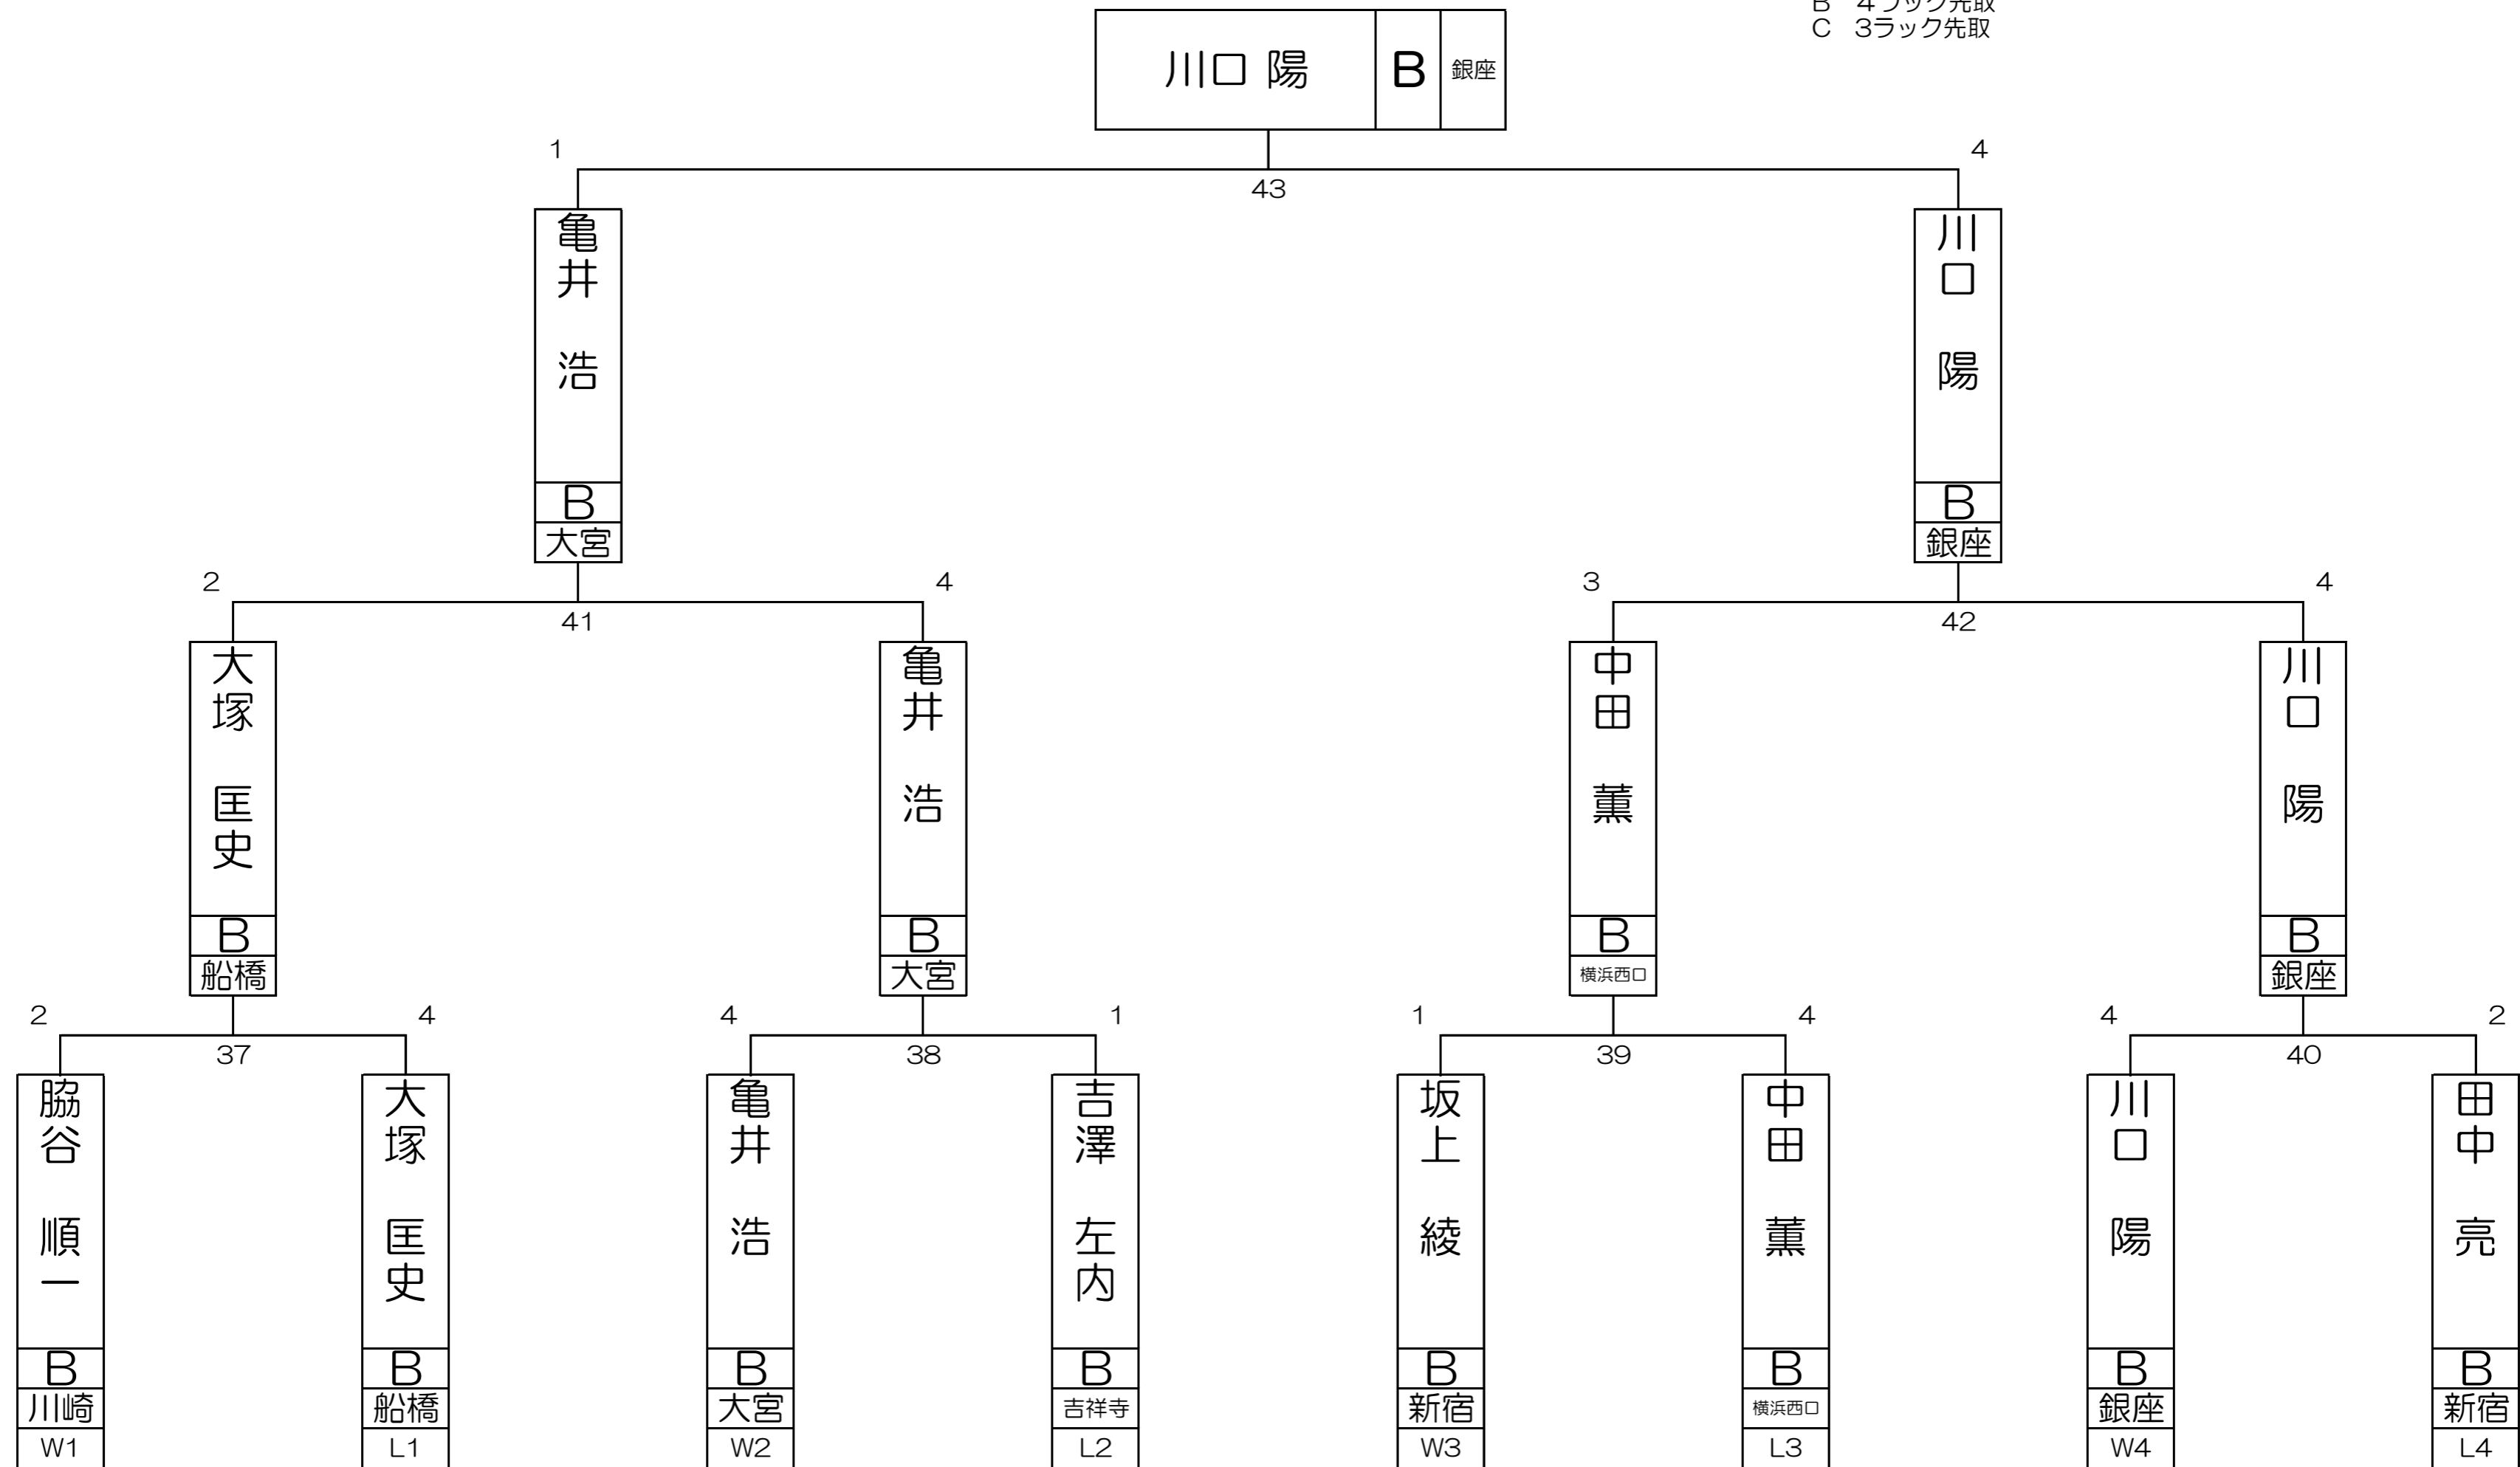 B　4ラック先取
C　3ラック先取
川口 陽 B 銀座
1 4
43
亀井 浩 B 大宮
川口 陽 B 銀座
2 4
41
3 4
42
大塚 匡史 B 船橋
亀井 浩 B 大宮
中田 薫 B 横浜西口
川口 陽 B 銀座
2 4
37
4 1
38
1 4
39
4 2
40
脇谷 順一 B 川崎 W1
大塚 匡史 B 船橋 L1
亀井 浩 B 大宮 W2
吉澤 左内 B 吉祥寺 L2
坂上 綾 B 新宿 W3
中田 薫 B 横浜西口 L3
川口 陽 B 銀座 W4
田中 亮 B 新宿 L4